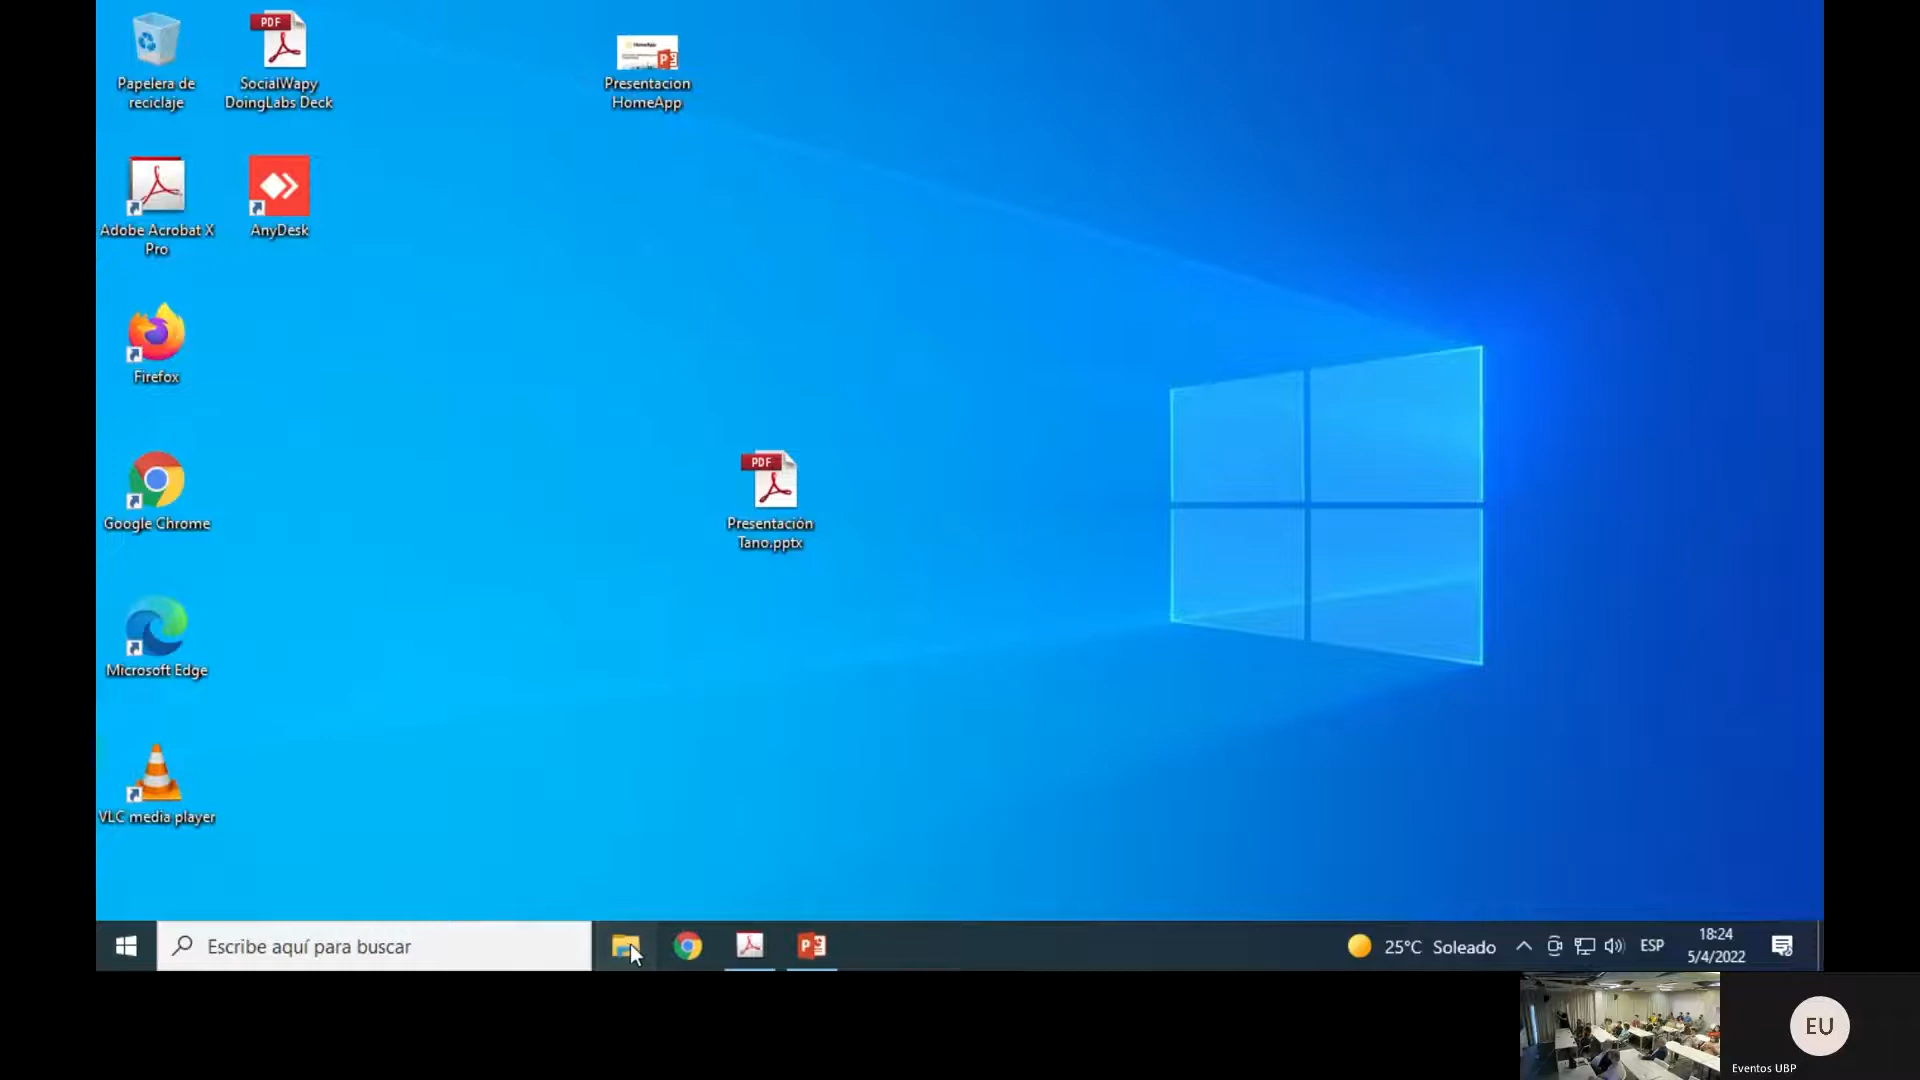 Papelera de
reciclaje
PDF
SocialWapy
DoingLabs Deck
HomeApp
Presentacion
HomeApp
Adobe Acrobat X
Pro
AnyDesk
Firefox
Google Chrome
PDF
Presentación
Tano.pptx
Microsoft Edge
VLC media player
Escribe aquí para buscar
25°C Soleado
ESP
18:24
5/4/2022
EU
Eventos UBP